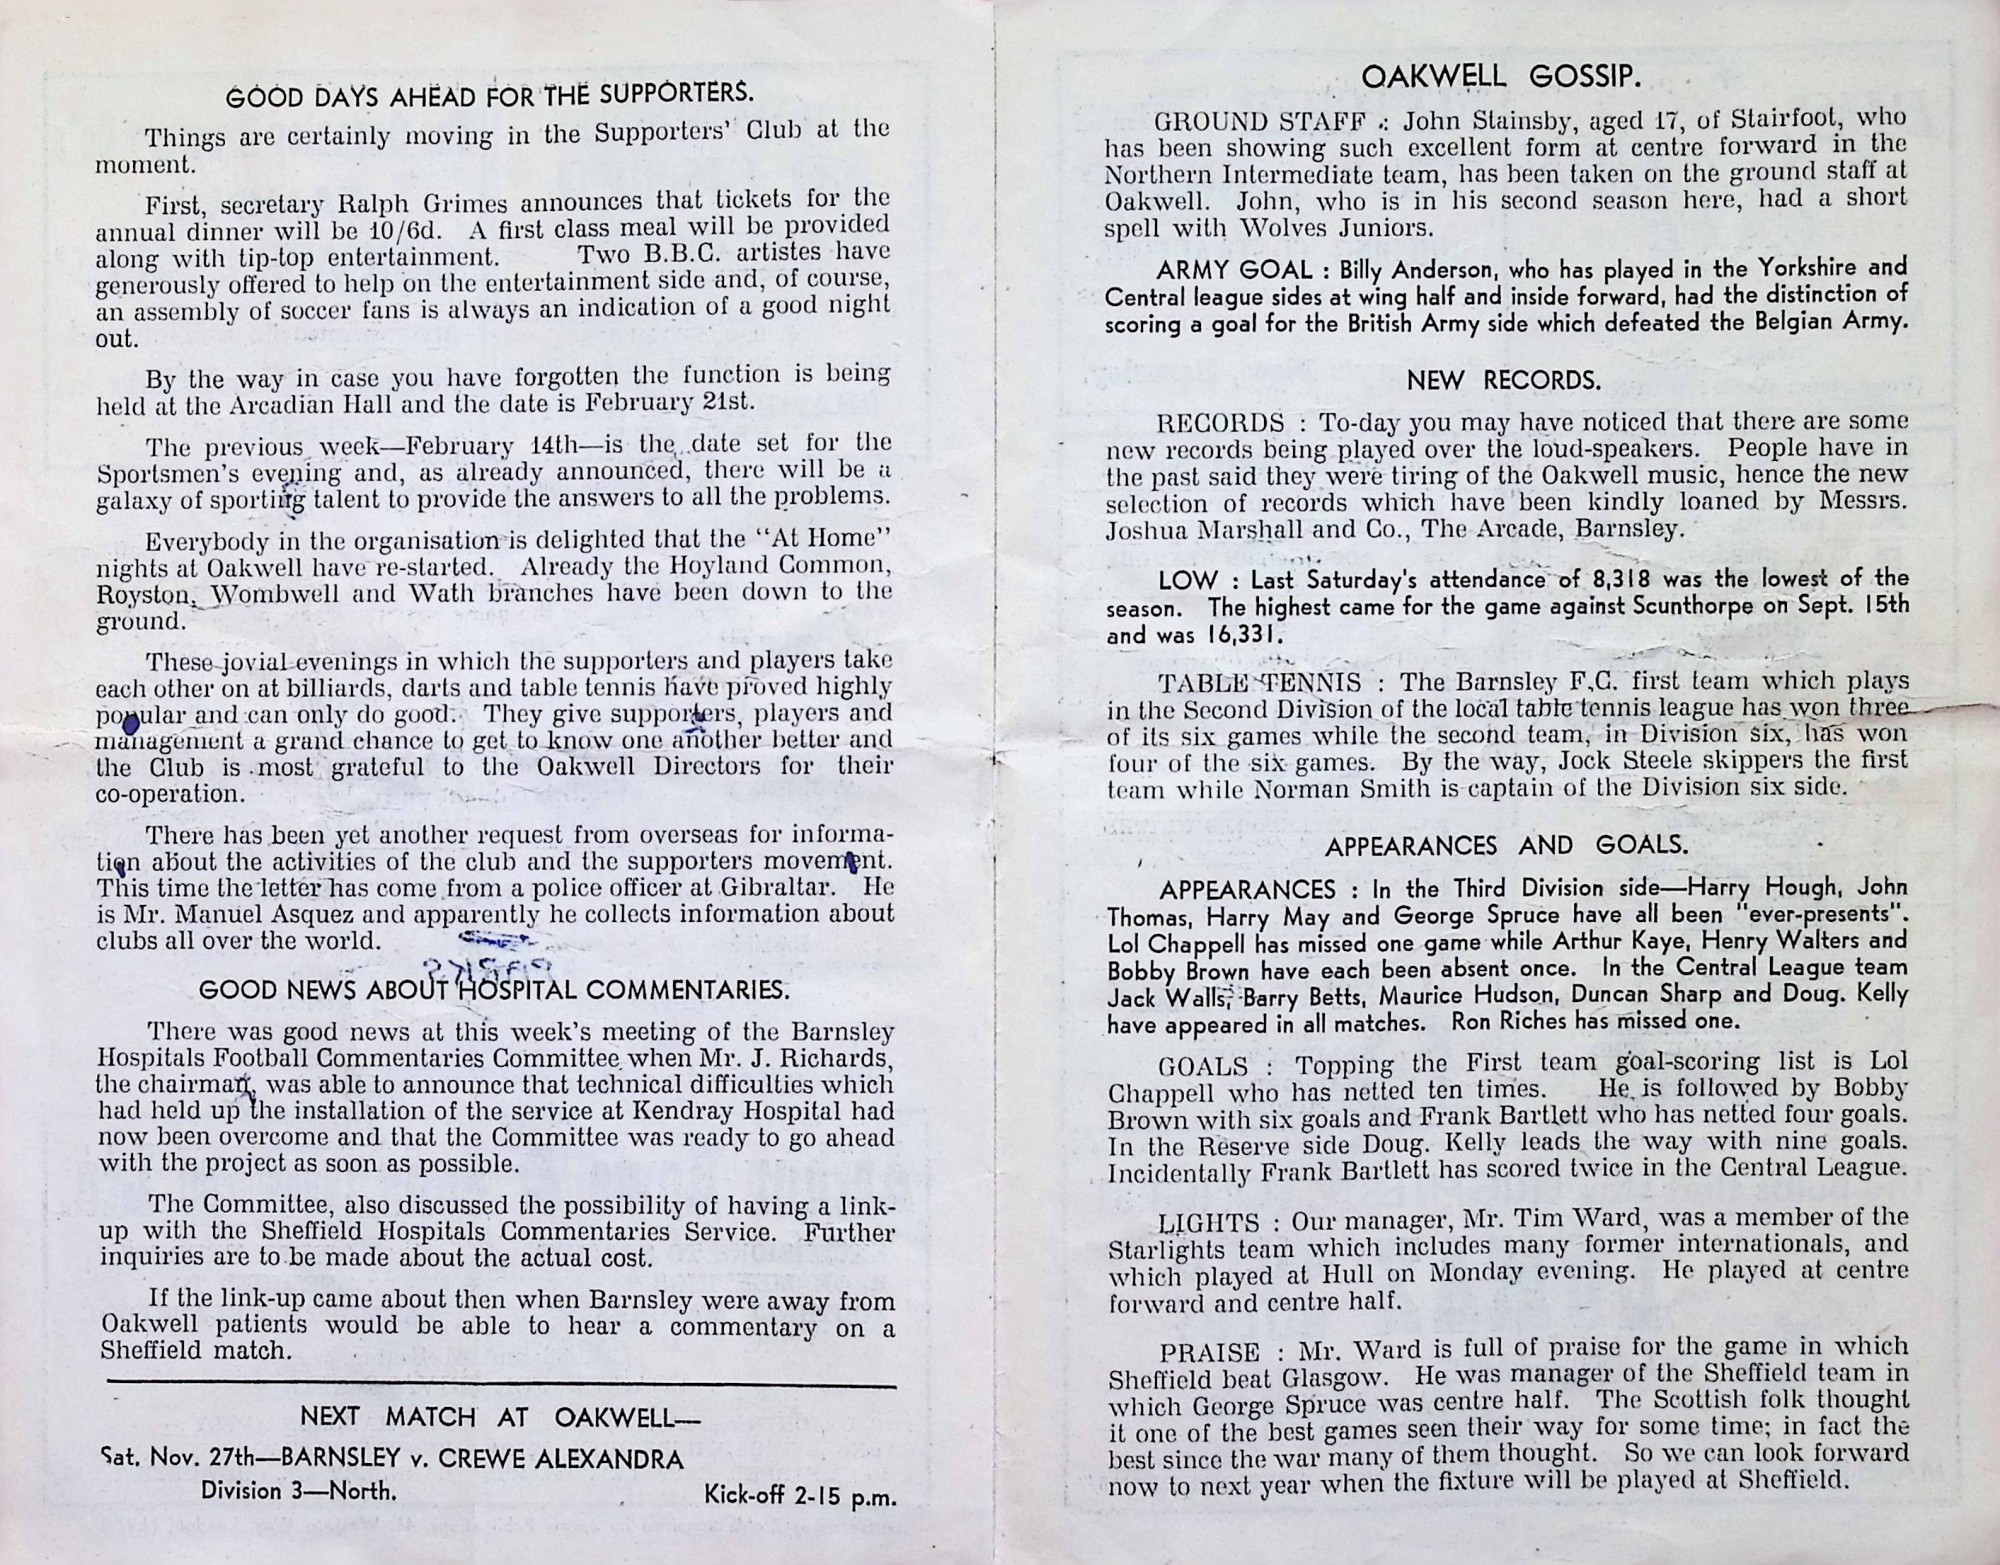 GOOD DAYS AHEAD FOR THE SUPPORTERS.
Things are certainly moving in the Supporters' Club at the
moment.
First, secretary Ralph Grimes announces that tickets for the
annual dinner will be 10/6d. A first class meal will be provided
along with tip-top entertainment. Two B.B.C. artistes have
generously offered to help on the entertainment side and, of course,
an assembly of soccer fans is always an indication of a good night
out.
By the way in case you have forgotten the function is being
held at the Arcadian Hall and the date is February 21st.
The previous week—February 14th—is the date set for the
Sportsmen's evening and, as already announced, there will be a
galaxy of sporting talent to provide the answers to all the problems.
Everybody in the organisation is delighted that the "At Home"
nights at Oakwell have re-started. Already the Hoyland Common,
Royston, Wombwell and Wath branches have been down to the
ground.
These jovial evenings in which the supporters and players take
each other on at billiards, darts and table tennis have proved highly
popular and can only do good. They give supporters, players and
management a grand chance to get to know one another better and
the Club is most grateful to the Oakwell Directors for their
co-operation.
There has been yet another request from overseas for informa-
tion about the activities of the club and the supporters movement.
This time the letter has come from a police officer at Gibraltar. He
is Mr. Manuel Asquez and apparently he collects information about
clubs all over the world.
GOOD NEWS ABOUT HOSPITAL COMMENTARIES.
There was good news at this week's meeting of the Barnsley
Hospitals Football Commentaries Committee when Mr. J. Richards,
the chairman, was able to announce that technical difficulties which
had held up the installation of the service at Kendray Hospital had
now been overcome and that the Committee was ready to go ahead
with the project as soon as possible.
The Committee, also discussed the possibility of having a link-
up with the Sheffield Hospitals Commentaries Service. Further
inquiries are to be made about the actual cost.
If the link-up came about then when Barnsley were away from
Oakwell patients would be able to hear a commentary on a
Sheffield match.
NEXT MATCH AT OAKWELL—
Sat. Nov. 27th—BARNSLEY v. CREWE ALEXANDRA
Division 3—North. Kick-off 2-15 p.m.
OAKWELL GOSSIP.
GROUND STAFF : John Stainsby, aged 17, of Stairfoot, who
has been showing such excellent form at centre forward in the
Northern Intermediate team, has been taken on the ground staff at
Oakwell. John, who is in his second season here, had a short
spell with Wolves Juniors.
ARMY GOAL : Billy Anderson, who has played in the Yorkshire and
Central league sides at wing half and inside forward, had the distinction of
scoring a goal for the British Army side which defeated the Belgian Army.
NEW RECORDS.
RECORDS : To-day you may have noticed that there are some
new records being played over the loud-speakers. People have in
the past said they were tiring of the Oakwell music, hence the new
selection of records which have been kindly loaned by Messrs.
Joshua Marshall and Co., The Arcade, Barnsley.
LOW : Last Saturday's attendance of 8,318 was the lowest of the
season. The highest came for the game against Scunthorpe on Sept. 15th
and was 16,331.
TABLE TENNIS : The Barnsley F.C. first team which plays
in the Second Division of the local table tennis league has won three
of its six games while the second team, in Division six, has won
four of the six games. By the way, Jock Steele skippers the first
team while Norman Smith is captain of the Division six side.
APPEARANCES AND GOALS.
APPEARANCES : In the Third Division side—Harry Hough, John
Thomas, Harry May and George Spruce have all been "ever-presents".
Lol Chappell has missed one game while Arthur Kaye, Henry Walters and
Bobby Brown have each been absent once. In the Central League team
Jack Walls, Barry Betts, Maurice Hudson, Duncan Sharp and Doug. Kelly
have appeared in all matches. Ron Riches has missed one.
GOALS : Topping the First team goal-scoring list is Lol
Chappell who has netted ten times. He is followed by Bobby
Brown with six goals and Frank Bartlett who has netted four goals.
In the Reserve side Doug. Kelly leads the way with nine goals.
Incidentally Frank Bartlett has scored twice in the Central League.
LIGHTS : Our manager, Mr. Tim Ward, was a member of the
Starlights team which includes many former internationals, and
which played at Hull on Monday evening. He played at centre
forward and centre half.
PRAISE : Mr. Ward is full of praise for the game in which
Sheffield beat Glasgow. He was manager of the Sheffield team in
which George Spruce was centre half. The Scottish folk thought
it one of the best games seen their way for some time; in fact the
best since the war many of them thought. So we can look forward
now to next year when the fixture will be played at Sheffield.